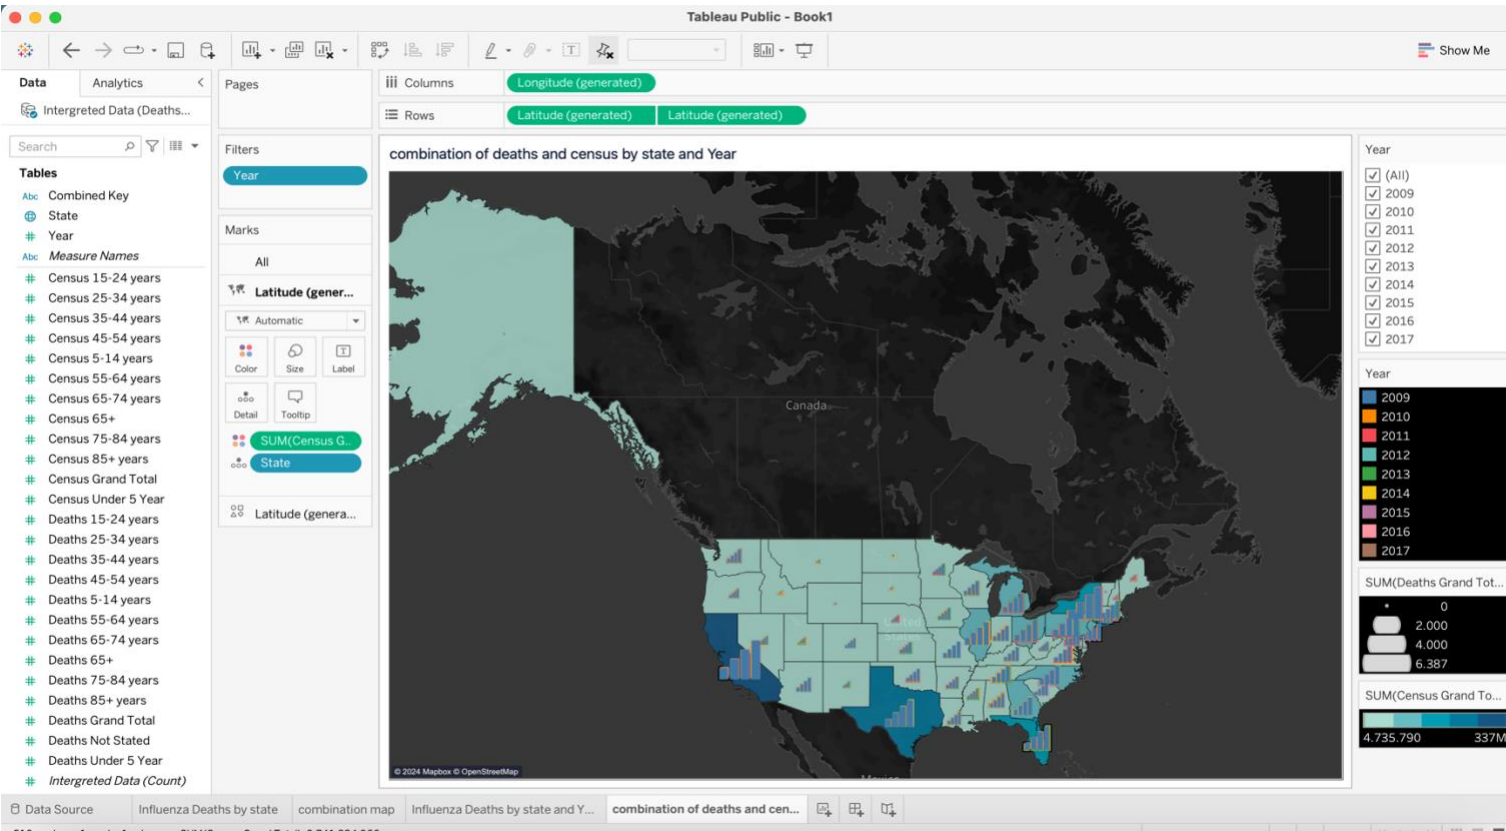 Tableau Public - Book1
Show Me
Data
Analytics
Pages
Columns
Longitude (generated)
Intergreted Data (Deaths...
Rows
Latitude (generated)
Latitude (generated)
Search
Filters
Year
combination of deaths and census by state and Year
Tables
Abc Combined Key
State
Year
Abc Measure Names
Census 15-24 years
Census 25-34 years
Census 35-44 years
Census 45-54 years
Census 5-14 years
Census 55-64 years
Census 65-74 years
Census 65+
Census 75-84 years
Census 85+ years
Census Grand Total
Census Under 5 Year
Deaths 15-24 years
Deaths 25-34 years
Deaths 35-44 years
Deaths 45-54 years
Deaths 5-14 years
Deaths 55-64 years
Deaths 65-74 years
Deaths 65+
Deaths 75-84 years
Deaths 85+ years
Deaths Grand Total
Deaths Not Stated
Deaths Under 5 Year
Intergreted Data (Count)
Marks
All
Latitude (gener...
Automatic
Color
Size
Label
Detail
Tooltip
SUM(Census G..
State
Latitude (genera...
Canada
United
States
© 2024 Mapbox © OpenStreetMap
Year
(All)
2009
2010
2011
2012
2013
2014
2015
2016
2017
Year
2009
2010
2011
2012
2013
2014
2015
2016
2017
SUM(Deaths Grand Tot...
0
2.000
4.000
6.387
SUM(Census Grand To...
4.735.790
337M
Data Source
Influenza Deaths by state
combination map
Influenza Deaths by state and Y...
combination of deaths and cen...